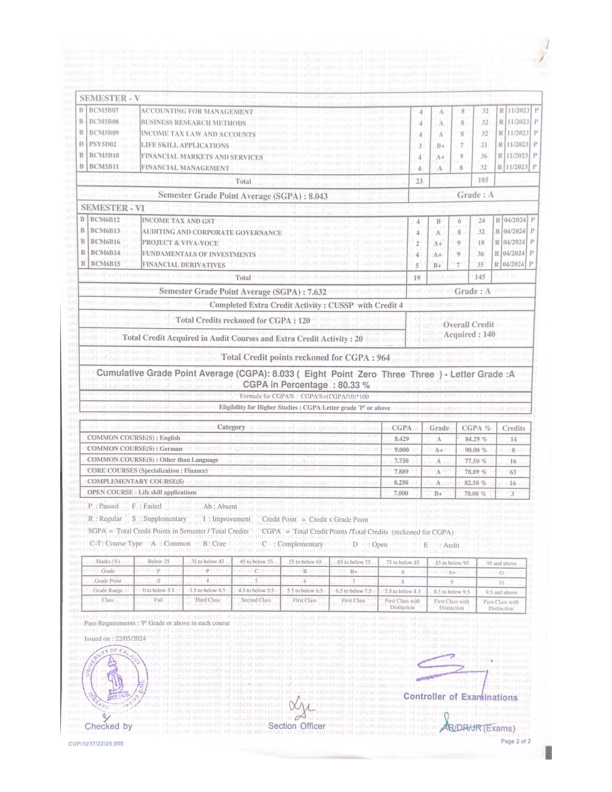 SEMESTER - V
B BCM5B07 ACCOUNTING FOR MANAGEMENT 4 A 8 32 R 11/2023 P
B BCM5B08 BUSINESS RESEARCH METHODS 4 A 8 32 R 11/2023 P
B BCM5B09 INCOME TAX LAW AND ACCOUNTS 4 A 8 32 R 11/2023 P
D PSY5D02 LIFE SKILL APPLICATIONS 3 B+ 7 21 R 11/2023 P
B BCM5B10 FINANCIAL MARKETS AND SERVICES 4 A+ 9 36 R 11/2023 P
B BCM5B11 FINANCIAL MANAGEMENT 4 A 8 32 R 11/2023 P
Total 23 185
Semester Grade Point Average (SGPA) : 8.043 Grade : A
SEMESTER - VI
B BCM6B12 INCOME TAX AND GST 4 B 6 24 R 04/2024 P
B BCM6B13 AUDITING AND CORPORATE GOVERNANCE 4 A 8 32 R 04/2024 P
B BCM6B16 PROJECT & VIVA-VOCE 2 A+ 9 18 R 04/2024 P
B BCM6B14 FUNDAMENTALS OF INVESTMENTS 4 A+ 9 36 R 04/2024 P
B BCM6B15 FINANCIAL DERIVATIVES 5 B+ 7 35 R 04/2024 P
Total 19 145
Semester Grade Point Average (SGPA) : 7.632 Grade : A
Completed Extra Credit Activity : CUSSP with Credit 4
Total Credits reckoned for CGPA : 120
Total Credit Acquired in Audit Courses and Extra Credit Activity : 20
Overall Credit
Acquired : 140
Total Credit points reckoned for CGPA : 964
Cumulative Grade Point Average (CGPA): 8.033 ( Eight Point Zero Three Three ) - Letter Grade :A
CGPA in Percentage : 80.33 %
Formula for CGPA% CGPA%=(CGPA/10)*100
Eligibility for Higher Studies : CGPA Letter grade 'P' or above
Category CGPA Grade CGPA % Credits
COMMON COURSE(S) : English 8.429 A 84.29 % 14
COMMON COURSE(S) : German 9.000 A+ 90.00 % 8
COMMON COURSE(S) : Other than Language 7.750 A 77.50 % 16
CORE COURSES (Specialization : Finance) 7.889 A 78.89 % 63
COMPLEMENTARY COURSE(S) 8.250 A 82.50 % 16
OPEN COURSE - Life skill applications 7.000 B+ 70.00 % 3
P : Passed F : Failed Ab : Absent
R : Regular S : Supplementary I : Improvement Credit Point = Credit x Grade Point
SGPA = Total Credit Points in Semester / Total Credits CGPA = Total Credit Points /Total Credits (reckoned for CGPA)
C-T: Course Type A : Common B : Core C : Complementary D : Open E : Audit
Marks (%) Below 35 35 to below 45 45 to below 55 55 to below 65 65 to below 75 75 to below 85 85 to below 95 95 and above
Grade F P C B B+ A A+ O
Grade Point 0 4 5 6 7 8 9 10
Grade Range 0 to below 3.5 3.5 to below 4.5 4.5 to below 5.5 5.5 to below 6.5 6.5 to below 7.5 7.5 to below 8.5 8.5 to below 9.5 9.5 and above
Class Fail Third Class Second Class First Class First Class First Class with Distinction First Class with Distinction First Class with Distinction
Pass Requirements : 'P' Grade or above in each course
Issued on : 22/05/2024
UNIVERSITY OF CALICUT
Controller of Examinations
Checked by
Section Officer
AR/DR/JR (Exams)
CUP/3237/22/25,000
Page 2 of 2